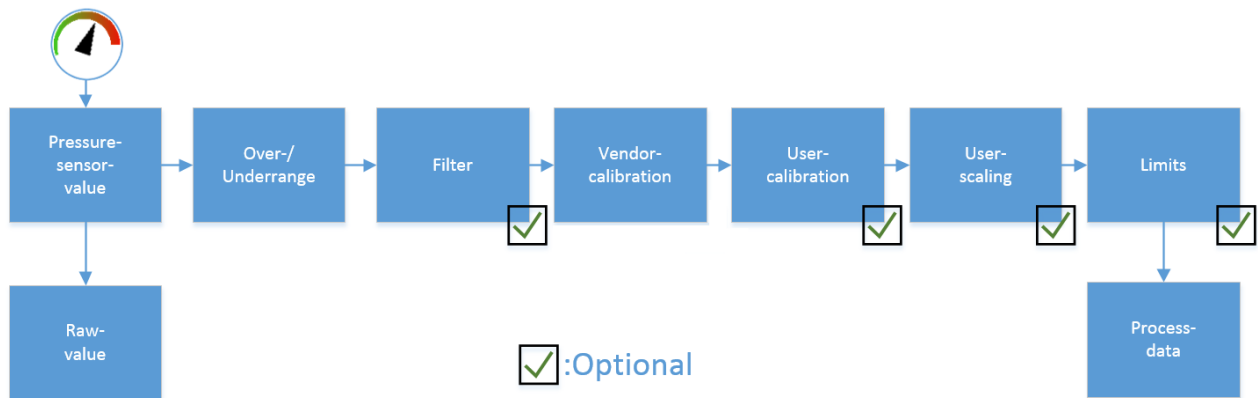 Pressure-
sensor-
value
Over-/
Underrange
Filter
Vendor-
calibration
User-
calibration
User-
scaling
Limits
Raw-
value
Process-
data
:Optional